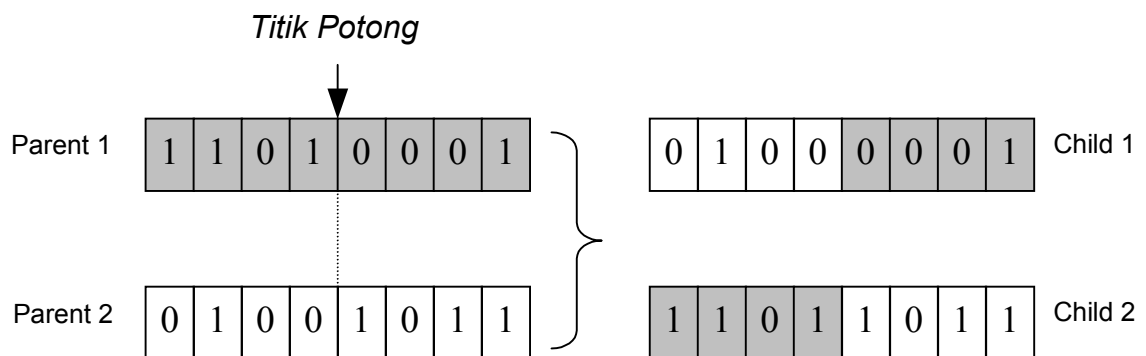 Titik Potong
Parent 1 1 1 0 1 0 0 0 1 0 1 0 0 0 0 0 1 Child 1
Parent 2 0 1 0 0 1 0 1 1 1 1 0 1 1 0 1 1 Child 2